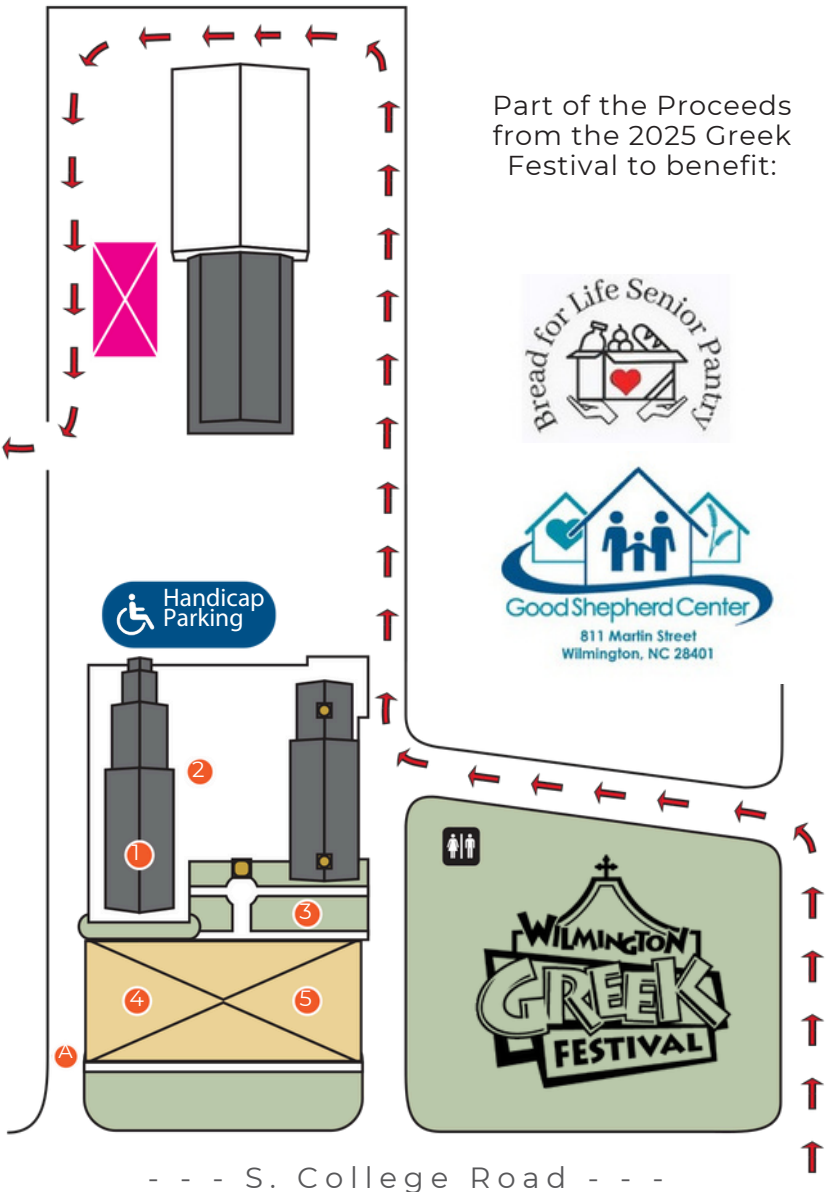 Part of the Proceeds
from the 2025 Greek
Festival to benefit:
Bread for Life Senior Pantry
Good Shepherd Center
811 Martin Street
Wilmington, NC 28401
Handicap
Parking
2
1
3
4
5
A
WILMINGTON
GREEK
FESTIVAL
- - - S. College Road - - -